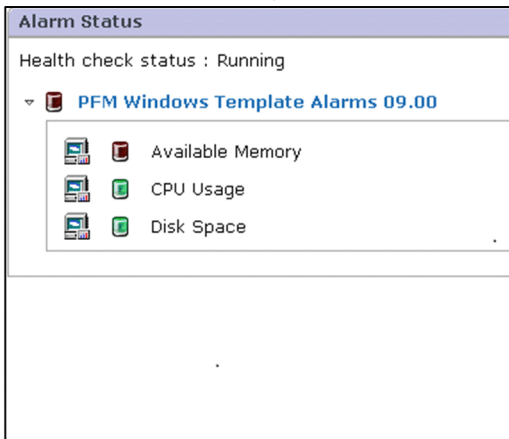 Alarm Status
Health check status : Running
PFM Windows Template Alarms 09.00
Available Memory
CPU Usage
Disk Space